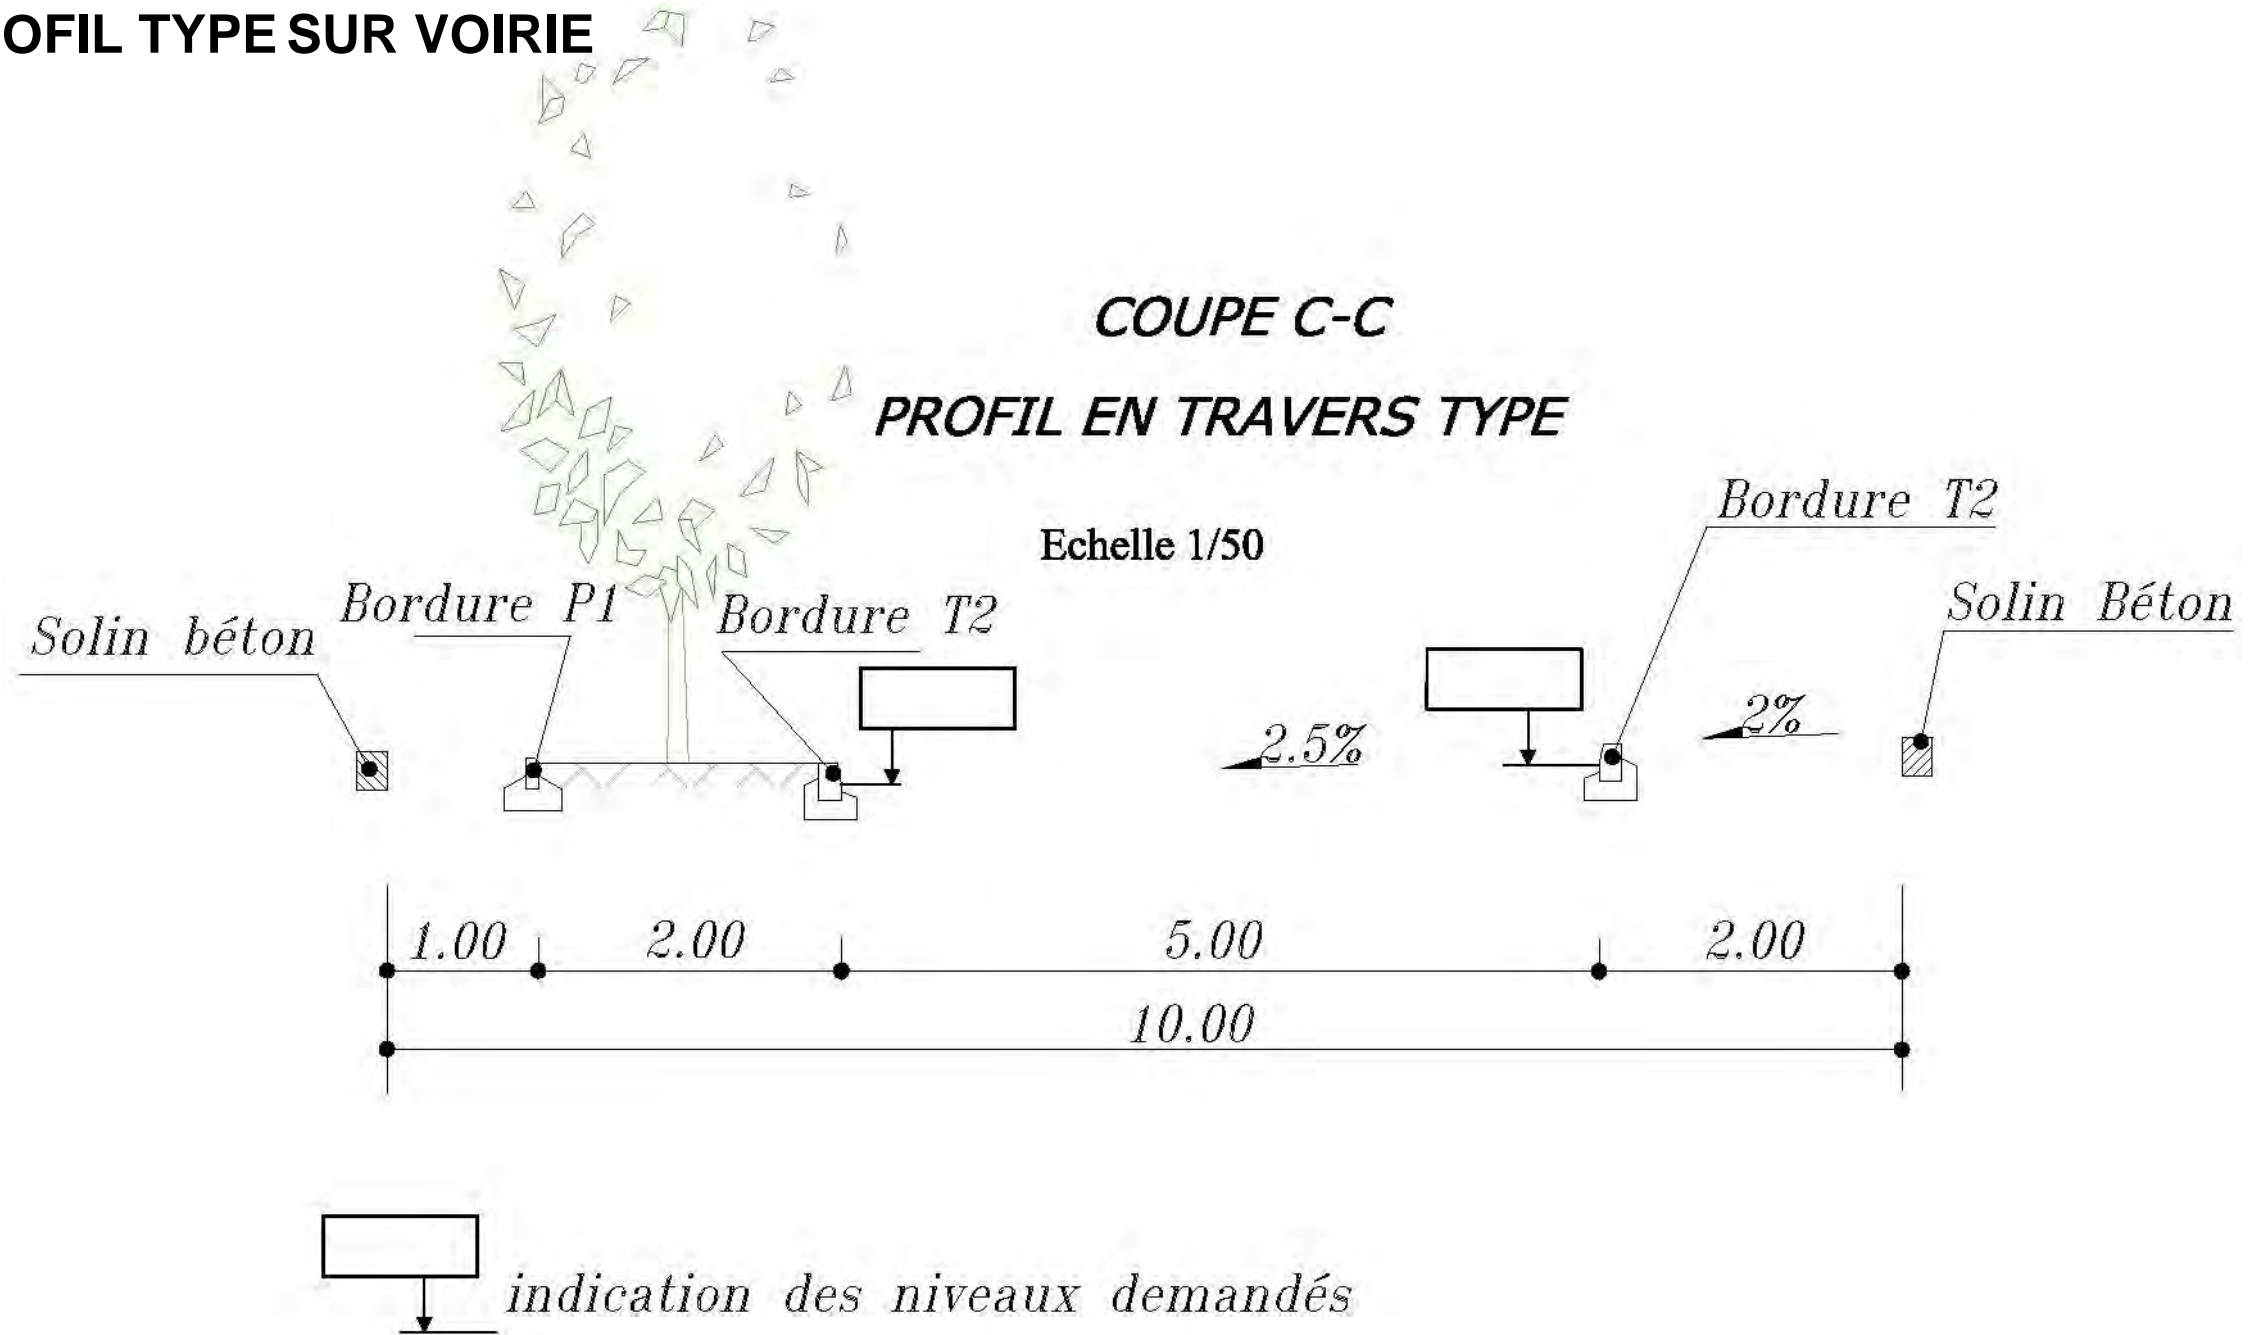 OFIL TYPE SUR VOIRIE
COUPE C-C
PROFIL EN TRAVERS TYPE
Echelle 1/50
Bordure T2
Solin béton
Bordure P1
Bordure T2
Solin Béton
2.5%
2%
1.00
2.00
5.00
2.00
10.00
indication des niveaux demandés